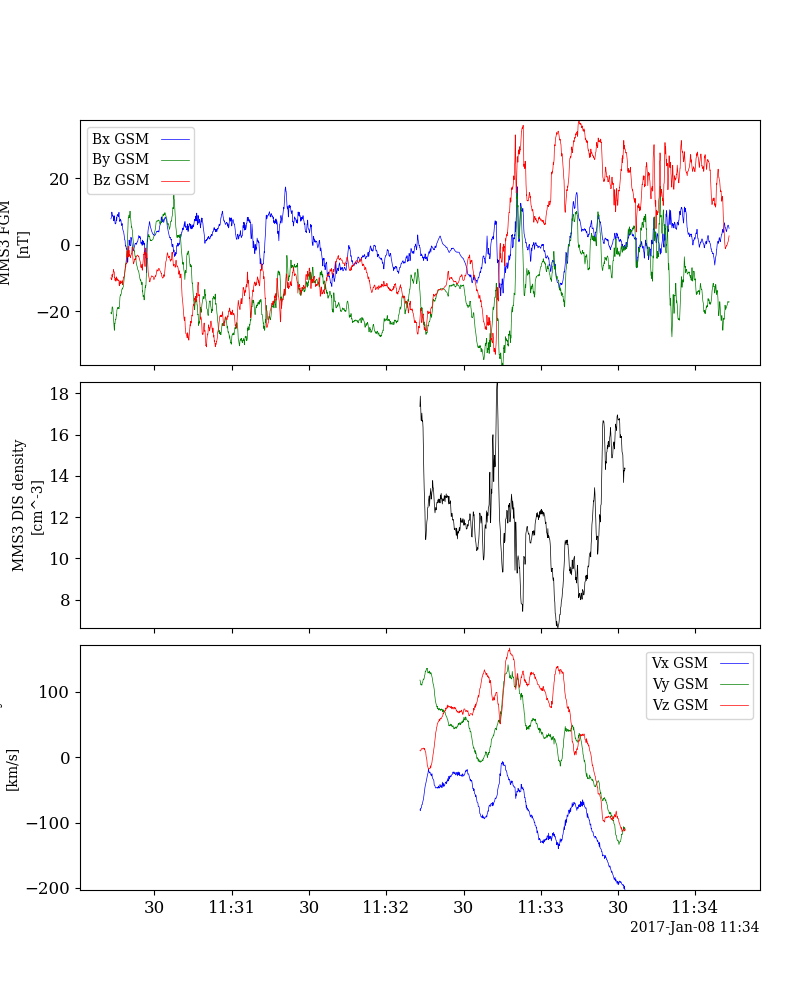 Bx GSM
By GSM
Bz GSM
MMS3 FGM
[nT]
20
0
−20
MMS3 DIS density
[cm^-3]
18
16
14
12
10
8
Vx GSM
Vy GSM
Vz GSM
[km/s]
100
0
−100
−200
30
11:31
30
11:32
30
11:33
30
11:34
2017-Jan-08 11:34